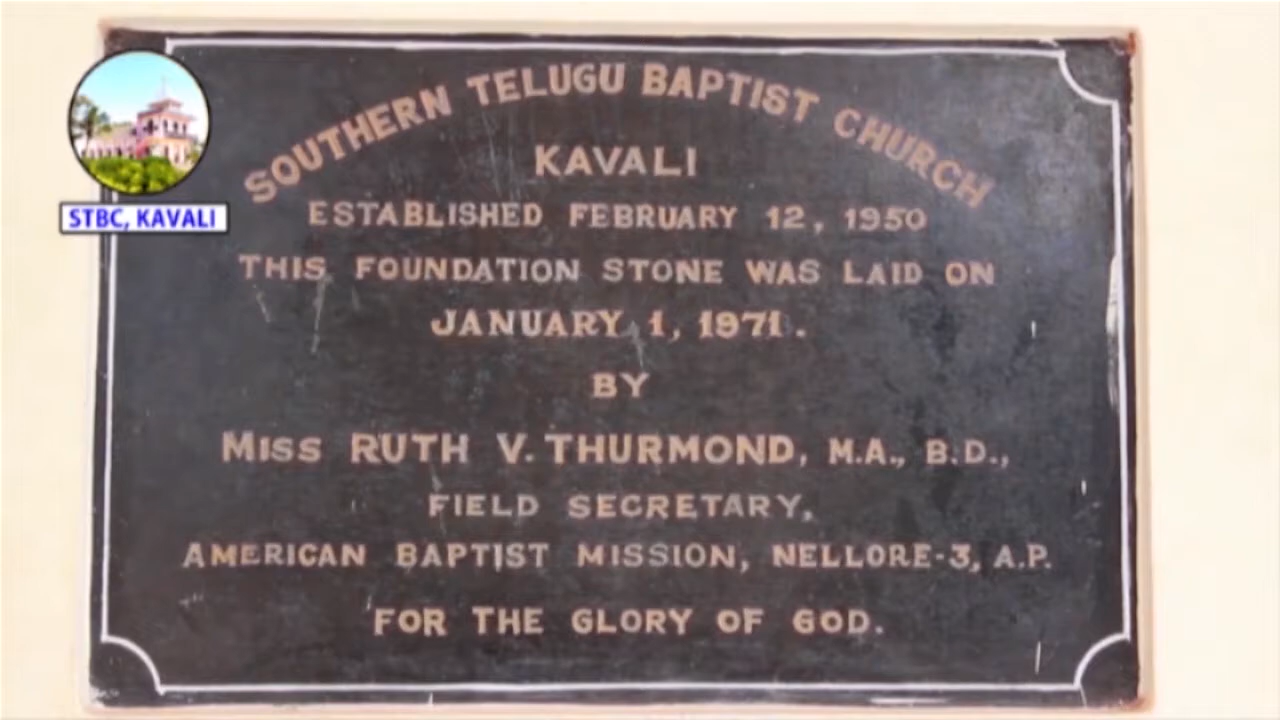 SOUTHERN TELUGU BAPTIST CHURCH
KAVALI
ESTABLISHED FEBRUARY 12, 1950
THIS FOUNDATION STONE WAS LAID ON
JANUARY 1, 1971.
BY
MISS RUTH V. THURMOND, M.A., B.D.,
FIELD SECRETARY,
AMERICAN BAPTIST MISSION, NELLORE-3, A.P.
FOR THE GLORY OF GOD.
STBC, KAVALI